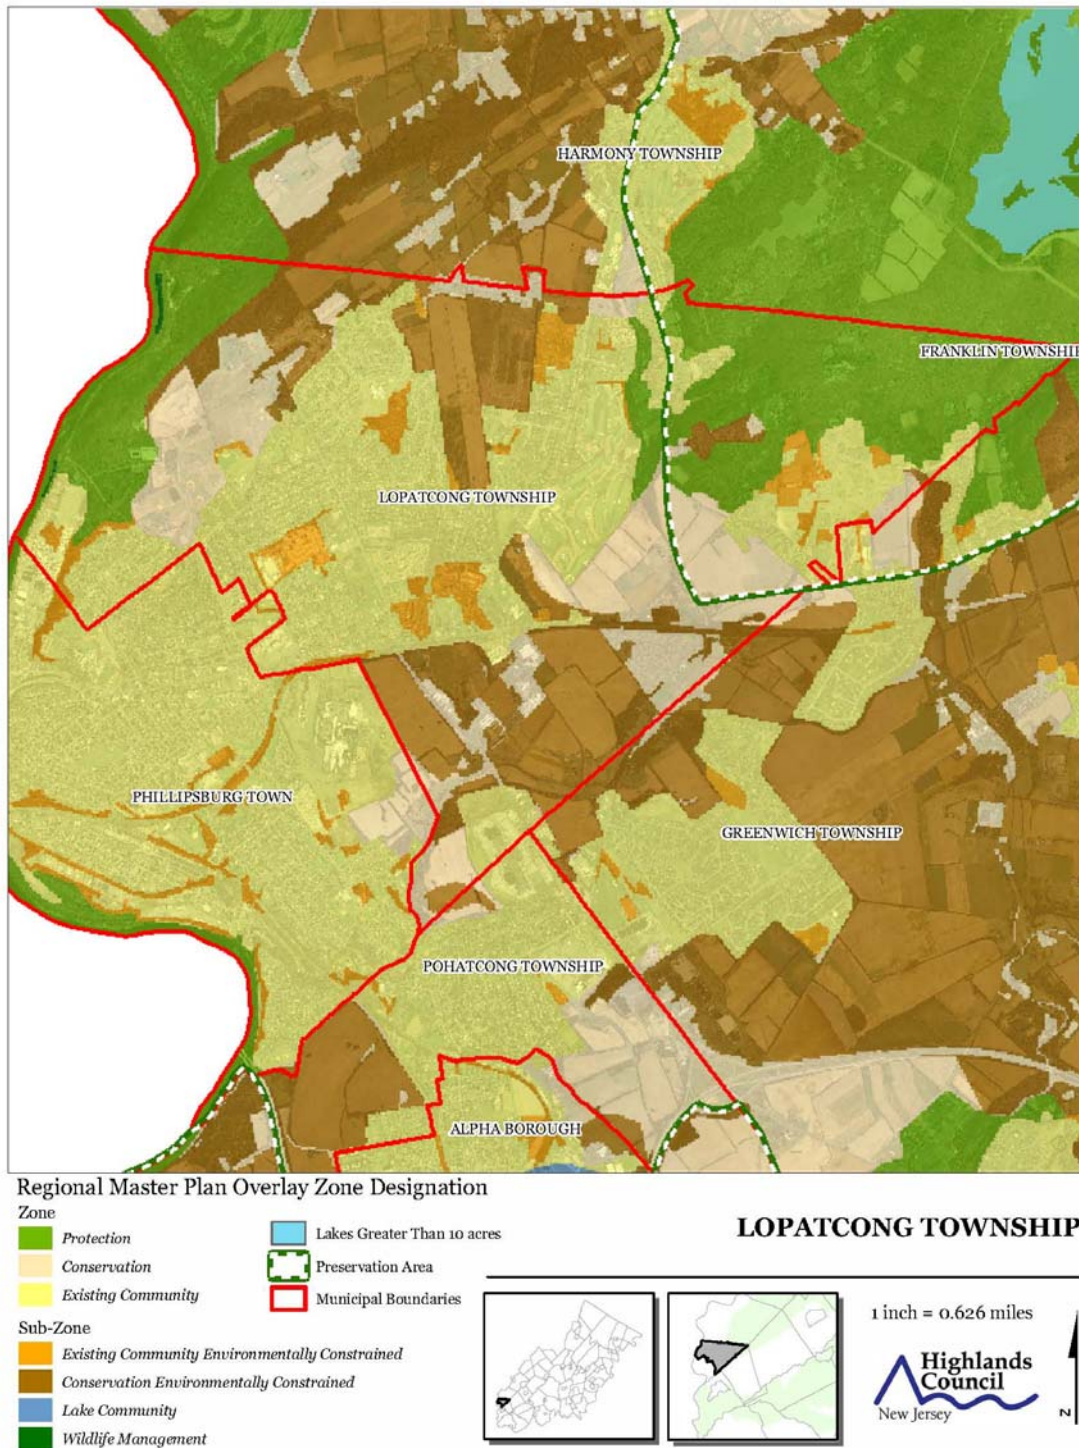 HARMONY TOWNSHIP
FRANKLIN TOWNSHIP
LOPATCONG TOWNSHIP
PHILLIPSBURG TOWN
GREENWICH TOWNSHIP
POHATCONG TOWNSHIP
ALPHA BOROUGH
Regional Master Plan Overlay Zone Designation
Zone
Protection
Conservation
Existing Community
Lakes Greater Than 10 acres
Preservation Area
Municipal Boundaries
Sub-Zone
Existing Community Environmentally Constrained
Conservation Environmentally Constrained
Lake Community
Wildlife Management
LOPATCONG TOWNSHIP
1 inch = 0.626 miles
Highlands
Council
New Jersey
N